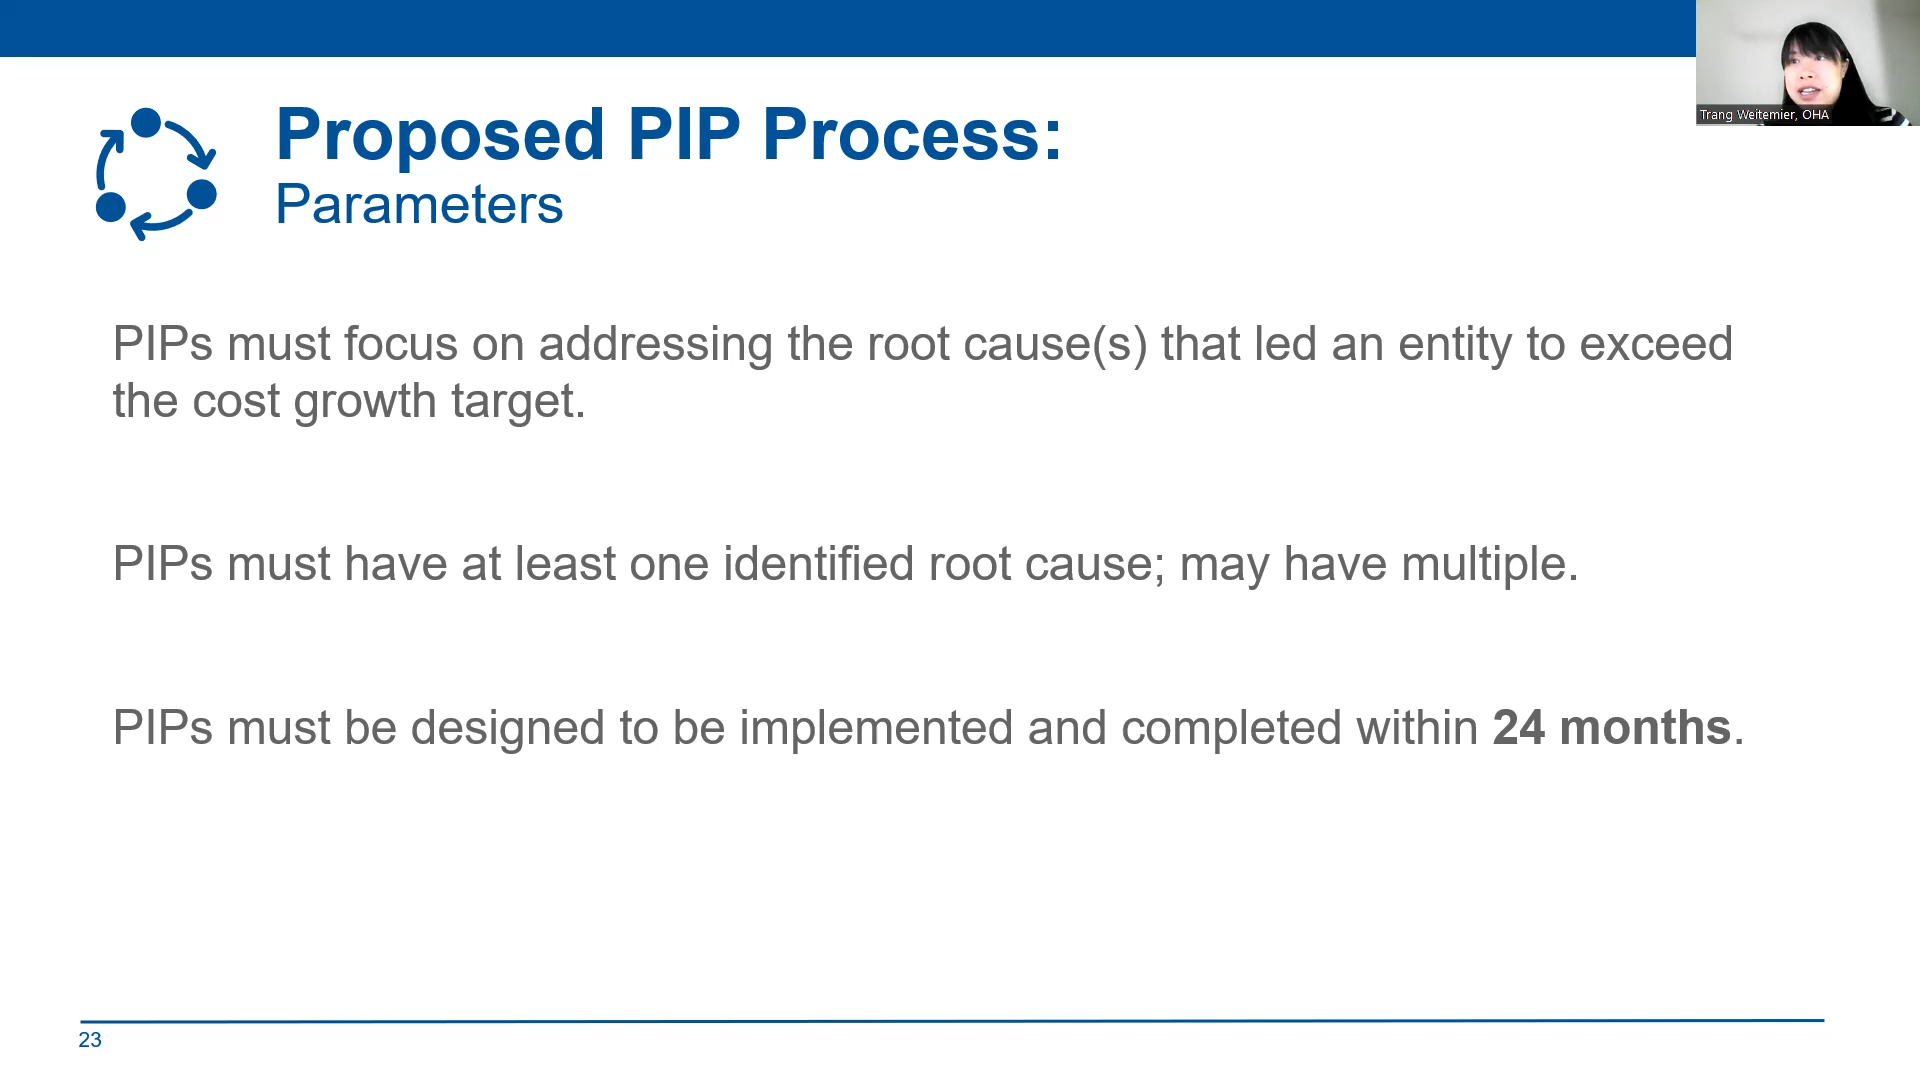 Trang Weitemier, OHA
Proposed PIP Process:
Parameters
PIPs must focus on addressing the root cause(s) that led an entity to exceed
the cost growth target.
PIPs must have at least one identified root cause; may have multiple.
PIPs must be designed to be implemented and completed within 24 months.
23